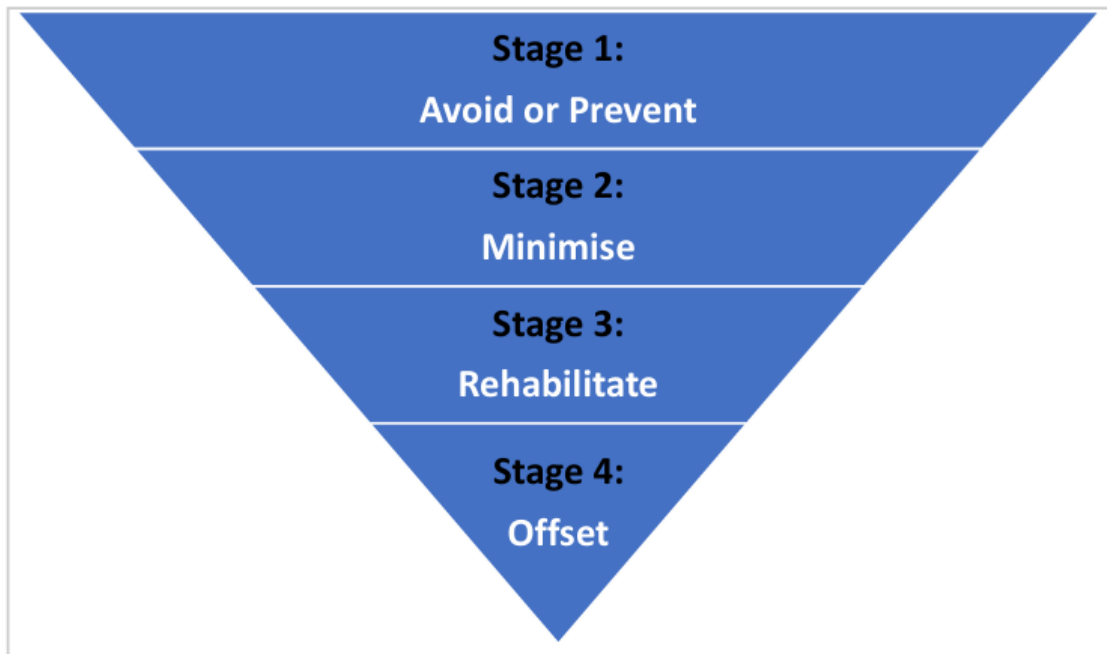 Stage 1:
Avoid or Prevent
Stage 2:
Minimise
Stage 3:
Rehabilitate
Stage 4:
Offset